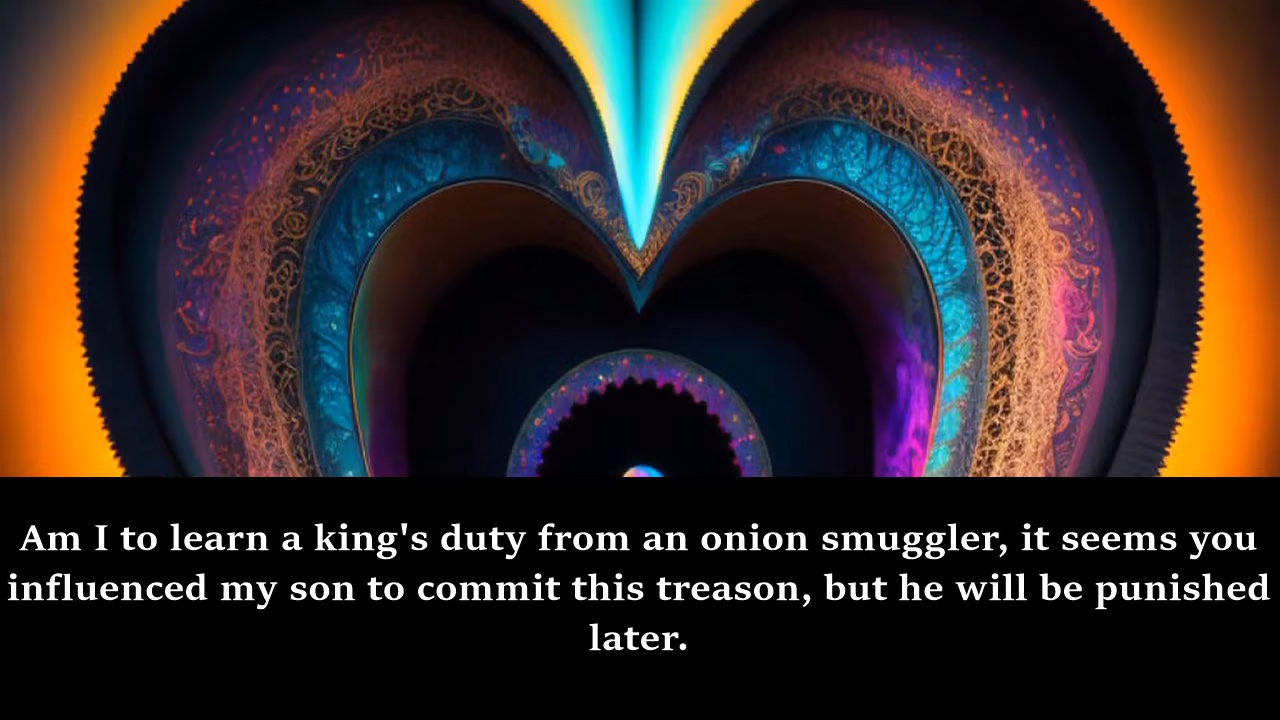 Am I to learn a king's duty from an onion smuggler, it seems you
influenced my son to commit this treason, but he will be punished
later.